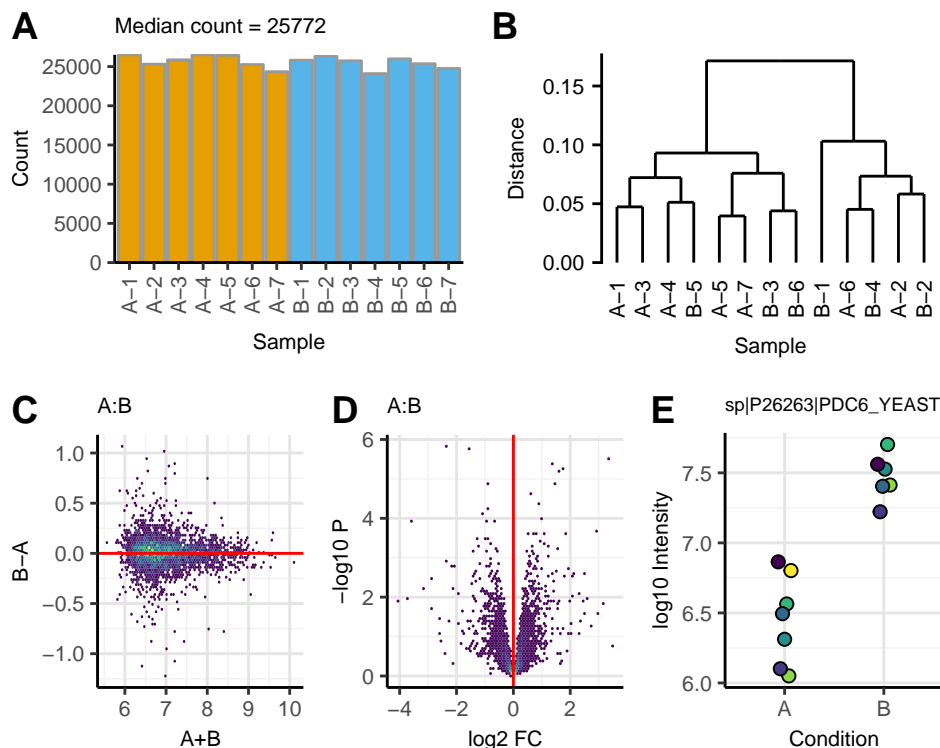 A
Median count = 25772
Count
25000
20000
15000
10000
5000
0
A−1
A−2
A−3
A−4
A−5
A−6
A−7
B−1
B−2
B−3
B−4
B−5
B−6
B−7
Sample
B
Distance
0.15
0.10
0.05
0.00
A−1
A−3
A−4
B−5
A−5
A−7
B−3
B−6
B−1
A−6
B−4
A−2
B−2
Sample
C
A:B
B−A
1.0
0.5
0.0
−0.5
−1.0
6 7 8 9 10
A+B
D
A:B
−log10 P
6
4
2
0
−4 −2 0 2
log2 FC
E
sp|P26263|PDC6_YEAST
log10 Intensity
7.5
7.0
6.5
6.0
A B
Condition